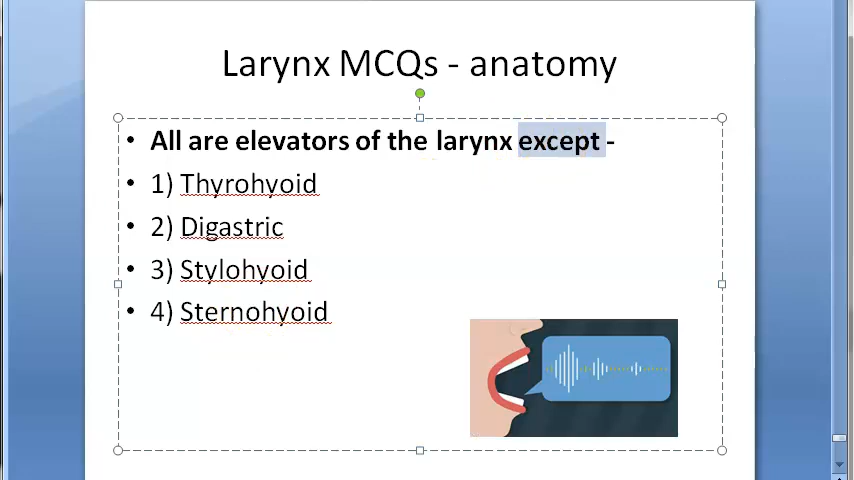 Larynx MCQs - anatomy
• All are elevators of the larynx except -
• 1) Thyrohyoid
• 2) Digastric
• 3) Stylohyoid
• 4) Sternohyoid